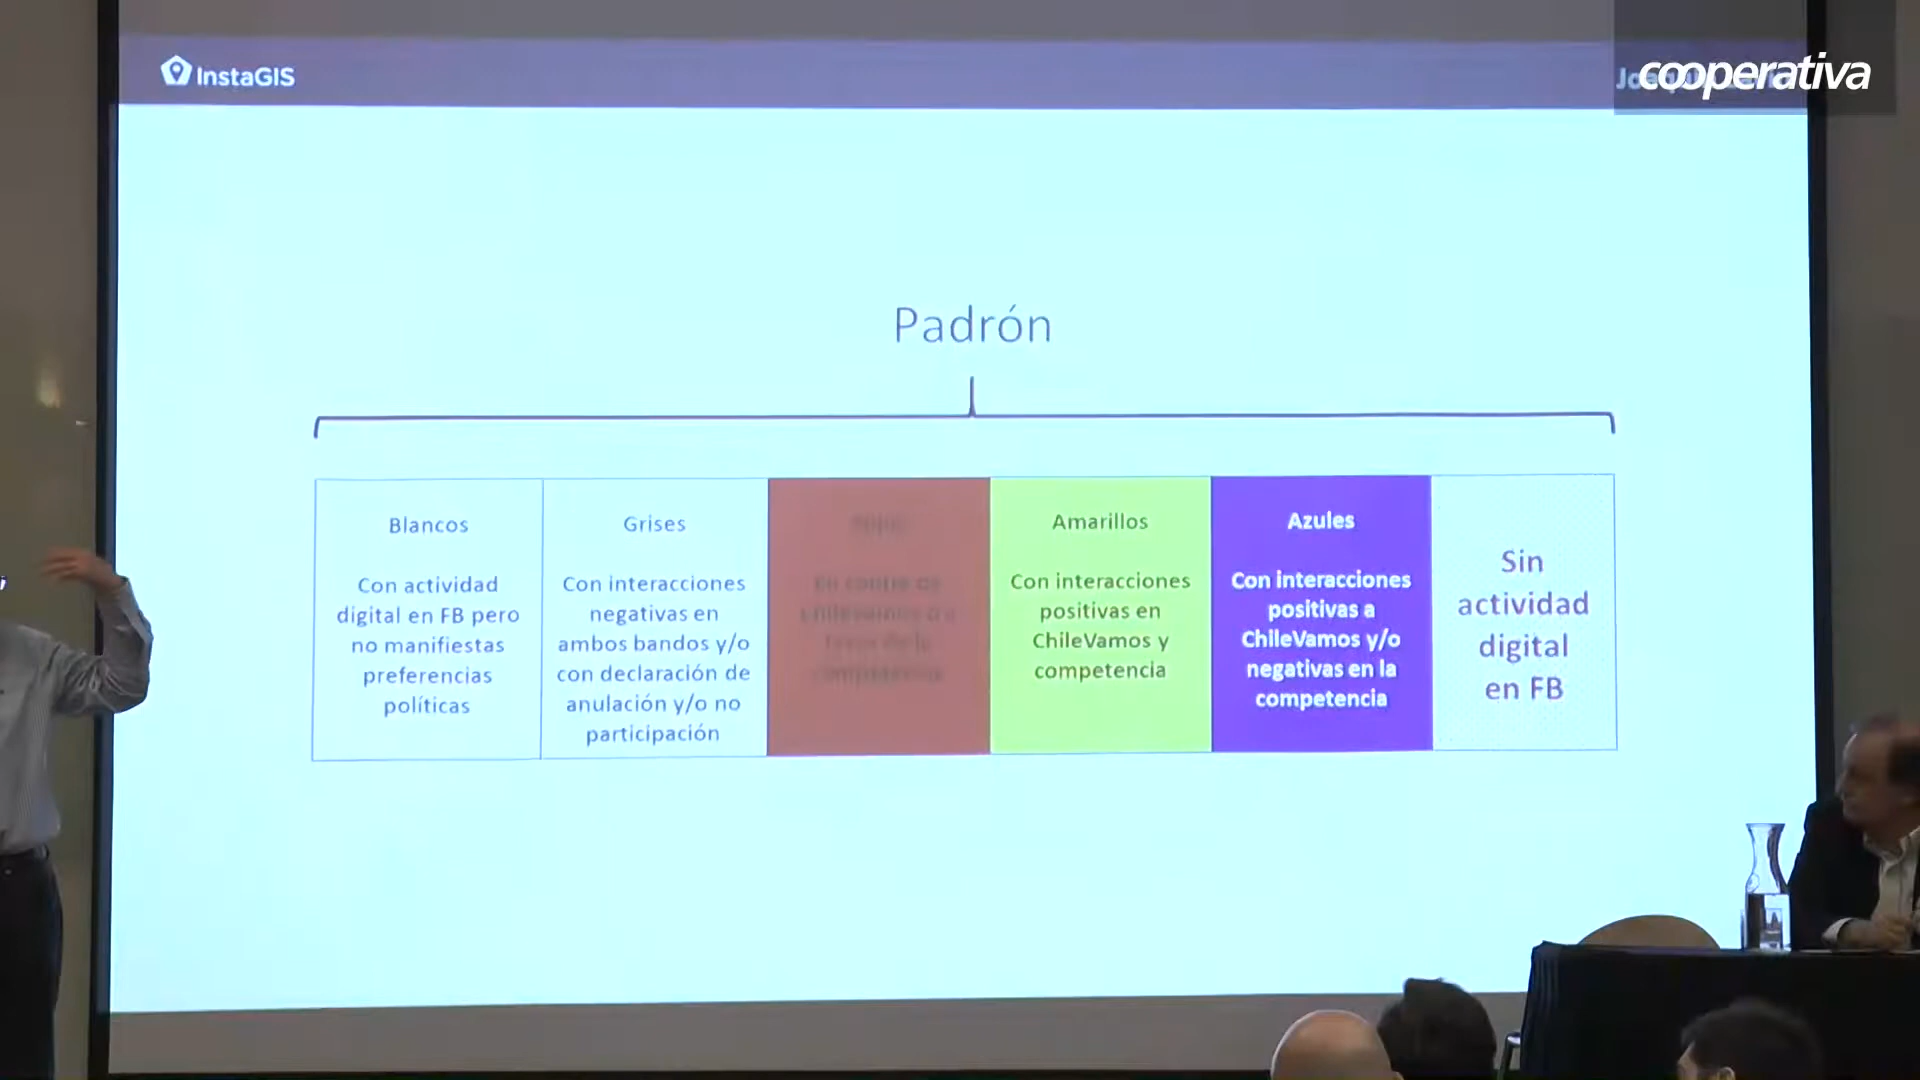 InstaGIS
cooperativa
Padrón
Blancos
Con actividad
digital en FB pero
no manifiestas
preferencias
políticas
Grises
Con interacciones
negativas en
ambos bandos y/o
con declaración de
anulación y/o no
participación
Amarillos
Con interacciones
positivas en
ChileVamos y
competencia
Azules
Con interacciones
positivas a
ChileVamos y/o
negativas en la
competencia
Sin
actividad
digital
en FB